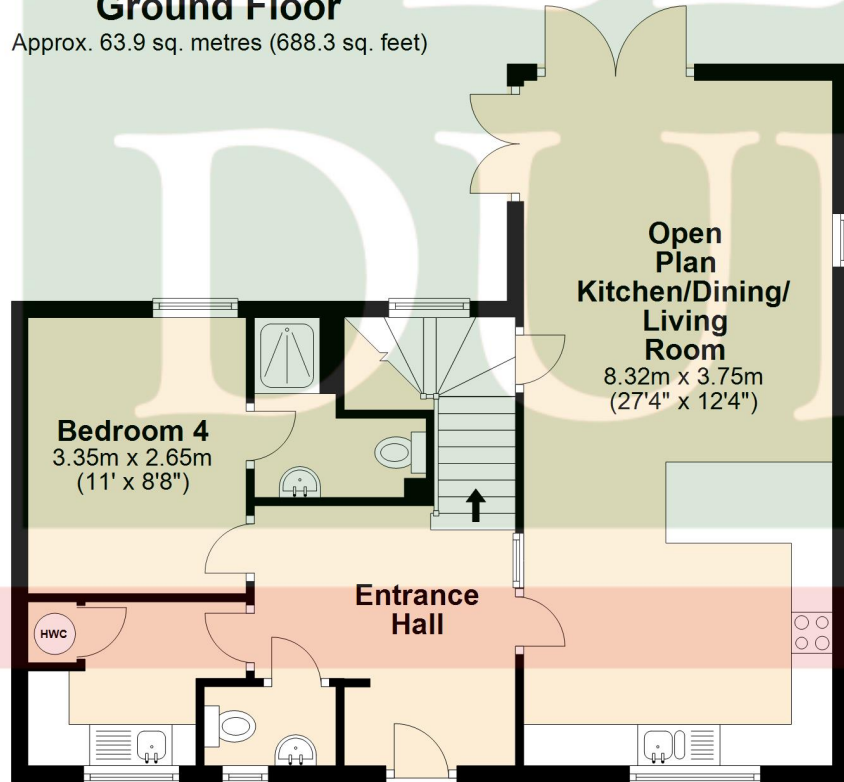 Ground Floor
Approx. 63.9 sq. metres (688.3 sq. feet)
Open
Plan
Kitchen/Dining/
Living
Room
8.32m x 3.75m
(27'4" x 12'4")
Bedroom 4
3.35m x 2.65m
(11' x 8'8")
Entrance
Hall
HWC
DU